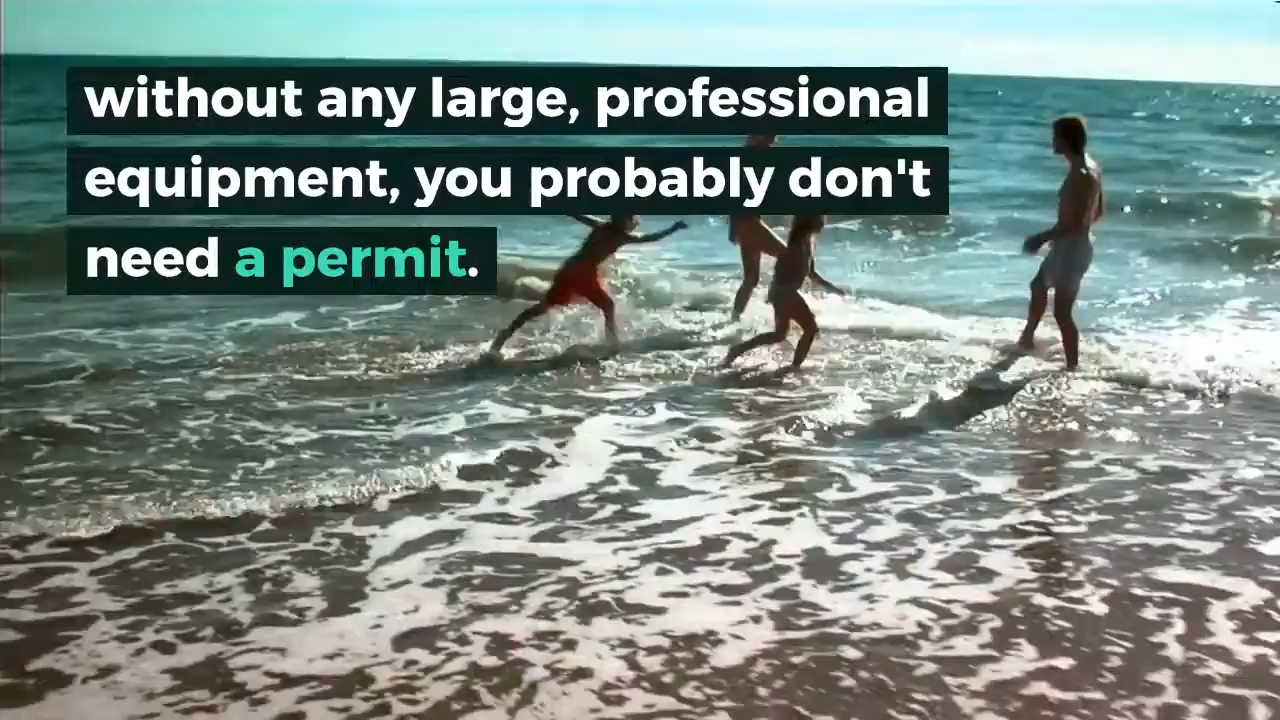 without any large, professional
equipment, you probably don't
need a permit.